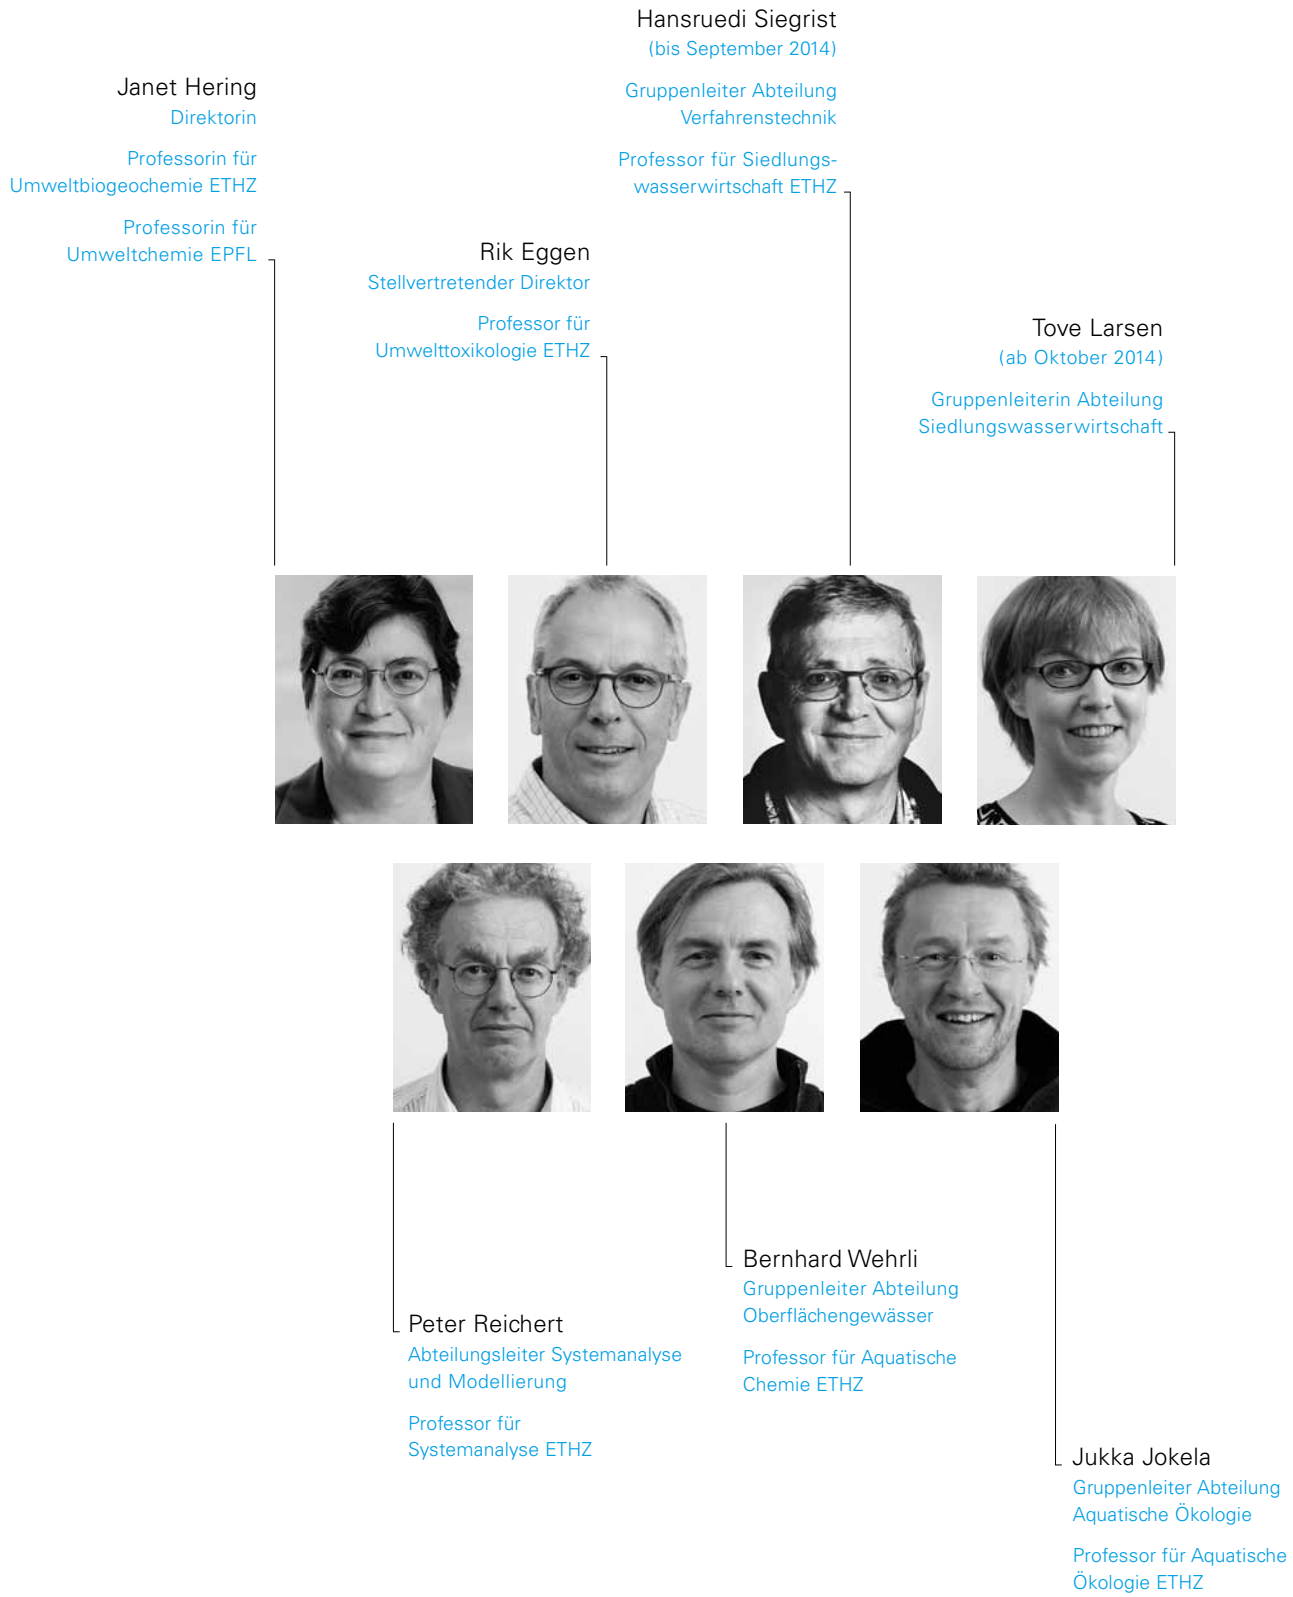 Hansruedi Siegrist
(bis September 2014)
Gruppenleiter Abteilung
Verfahrenstechnik
Professor für Siedlungs-
wasserwirtschaft ETHZ
Janet Hering
Direktorin
Professorin für
Umweltbiogeochemie ETHZ
Professorin für
Umweltchemie EPFL
Rik Eggen
Stellvertretender Direktor
Professor für
Umwelttoxikologie ETHZ
Tove Larsen
(ab Oktober 2014)
Gruppenleiterin Abteilung
Siedlungswasserwirtschaft
Peter Reichert
Abteilungsleiter Systemanalyse
und Modellierung
Professor für
Systemanalyse ETHZ
Bernhard Wehrli
Gruppenleiter Abteilung
Oberflächengewässer
Professor für Aquatische
Chemie ETHZ
Jukka Jokela
Gruppenleiter Abteilung
Aquatische Ökologie
Professor für Aquatische
Ökologie ETHZ